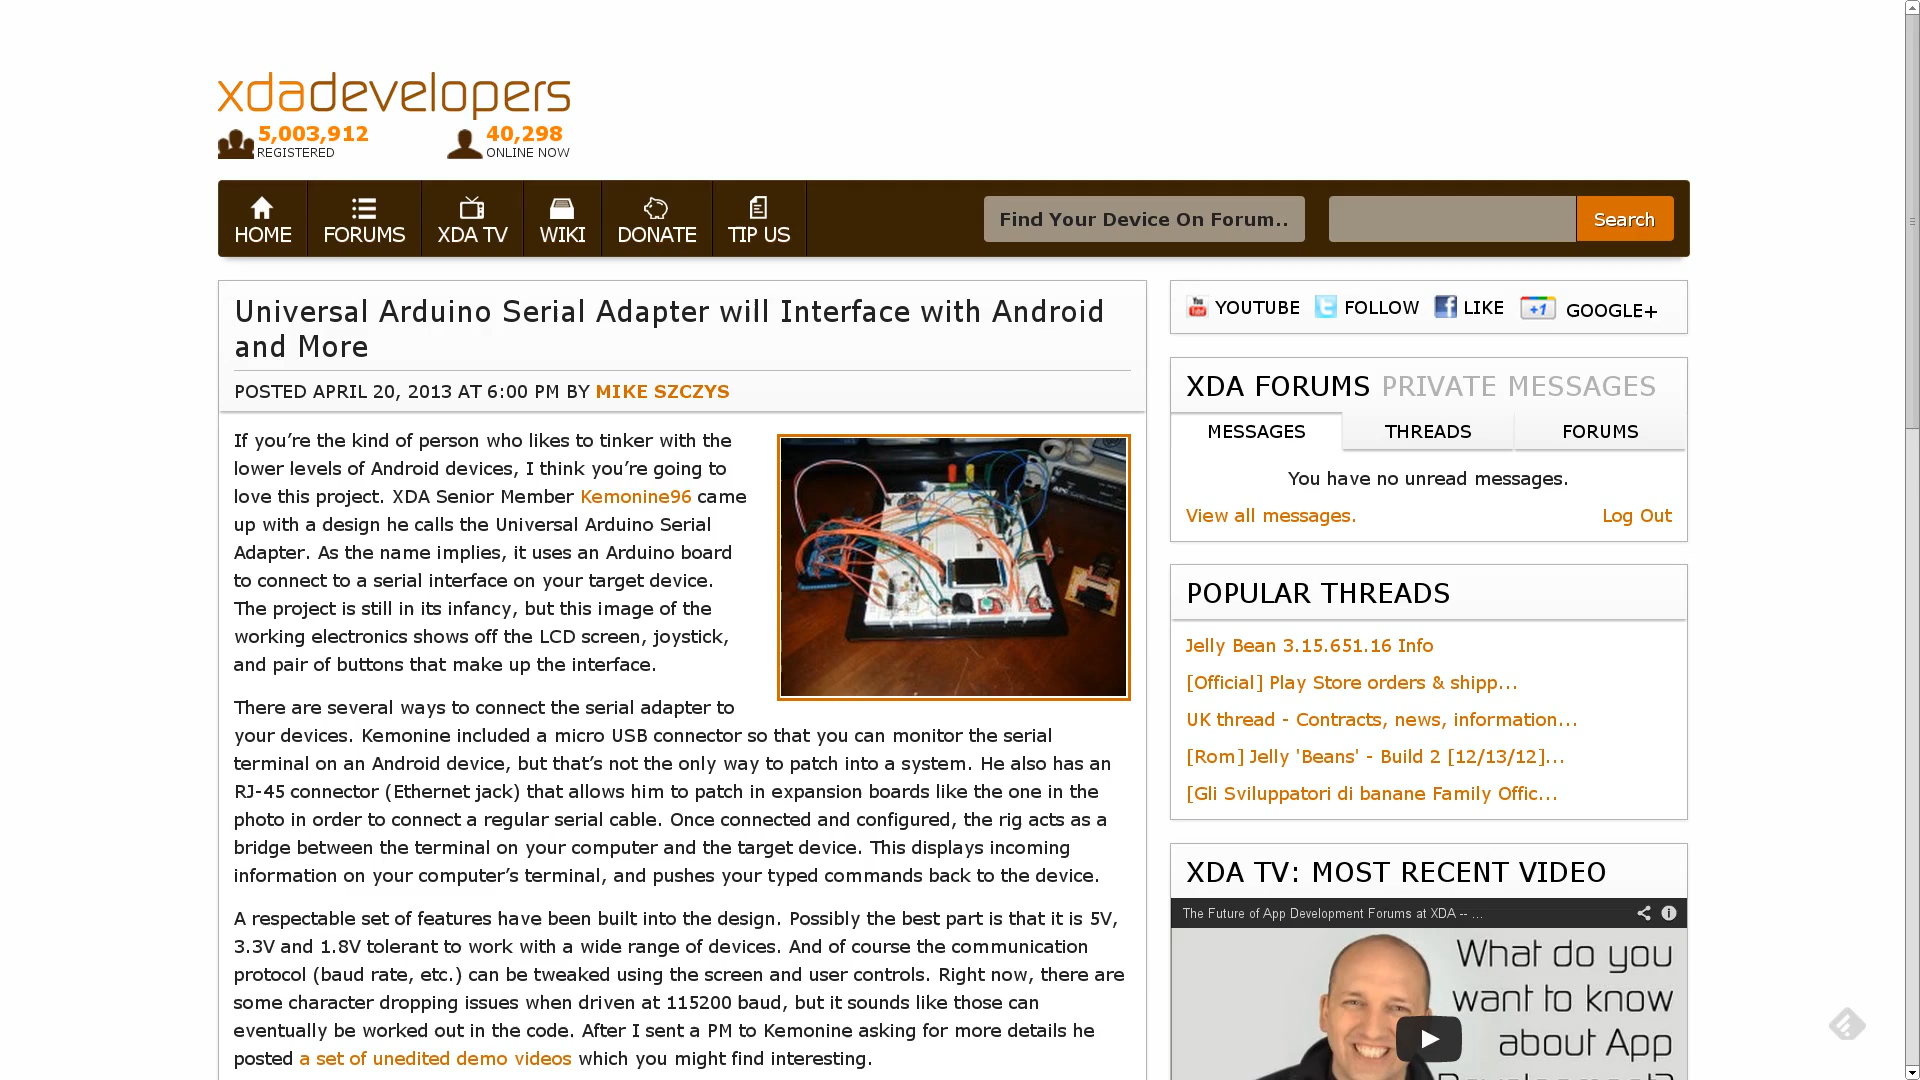 xdadevelopers
5,003,912
REGISTERED
40,298
ONLINE NOW
HOME
FORUMS
XDA TV
WIKI
DONATE
TIP US
Find Your Device On Forum..
Search
Universal Arduino Serial Adapter will Interface with Android
and More
POSTED APRIL 20, 2013 AT 6:00 PM BY MIKE SZCZYS
If you’re the kind of person who likes to tinker with the
lower levels of Android devices, I think you’re going to
love this project. XDA Senior Member Kemonine96 came
up with a design he calls the Universal Arduino Serial
Adapter. As the name implies, it uses an Arduino board
to connect to a serial interface on your target device.
The project is still in its infancy, but this image of the
working electronics shows off the LCD screen, joystick,
and pair of buttons that make up the interface.
There are several ways to connect the serial adapter to
your devices. Kemonine included a micro USB connector so that you can monitor the serial
terminal on an Android device, but that’s not the only way to patch into a system. He also has an
RJ-45 connector (Ethernet jack) that allows him to patch in expansion boards like the one in the
photo in order to connect a regular serial cable. Once connected and configured, the rig acts as a
bridge between the terminal on your computer and the target device. This displays incoming
information on your computer’s terminal, and pushes your typed commands back to the device.
A respectable set of features have been built into the design. Possibly the best part is that it is 5V,
3.3V and 1.8V tolerant to work with a wide range of devices. And of course the communication
protocol (baud rate, etc.) can be tweaked using the screen and user controls. Right now, there are
some character dropping issues when driven at 115200 baud, but it sounds like those can
eventually be worked out in the code. After I sent a PM to Kemonine asking for more details he
posted a set of unedited demo videos which you might find interesting.
YOUTUBE
FOLLOW
LIKE
+1
GOOGLE+
XDA FORUMS PRIVATE MESSAGES
MESSAGES
THREADS
FORUMS
You have no unread messages.
View all messages.
Log Out
POPULAR THREADS
Jelly Bean 3.15.651.16 Info
[Official] Play Store orders & shipp...
UK thread - Contracts, news, information...
[Rom] Jelly 'Beans' - Build 2 [12/13/12]...
[Gli Sviluppatori di banane Family Offic...
XDA TV: MOST RECENT VIDEO
The Future of App Development Forums at XDA -- ...
What do you
want to know
about App
Development?